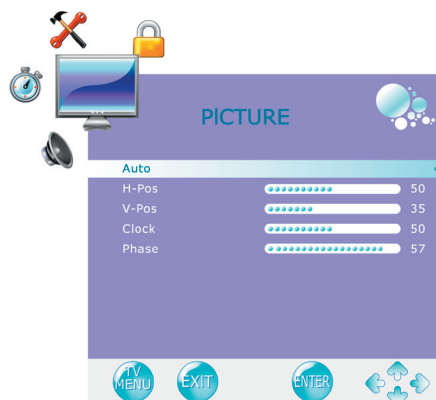 PICTURE
Auto
H-Pos 50
V-Pos 35
Clock 50
Phase 57
TV MENU EXIT ENTER